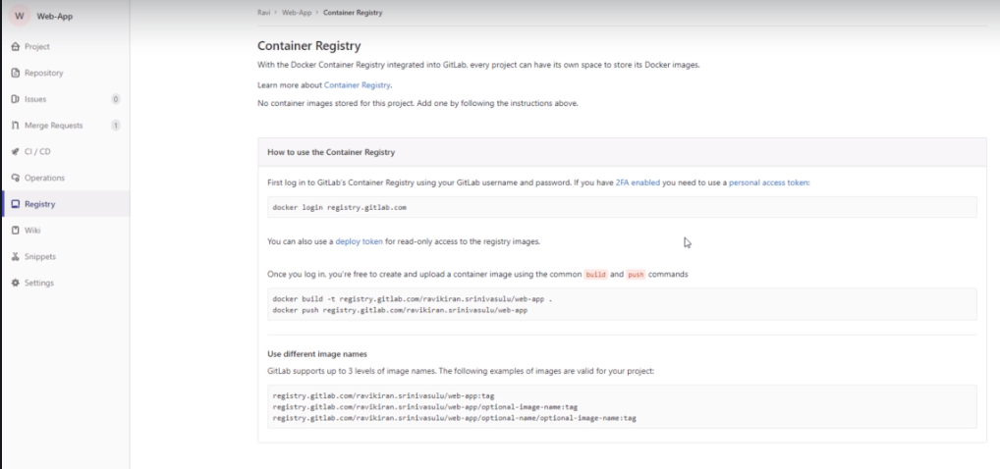 W Web-App
Project
Repository
Issues 0
Merge Requests 1
CI / CD
Operations
Registry
Wiki
Snippets
Settings
Ravi > Web-App > Container Registry
Container Registry
With the Docker Container Registry integrated into GitLab, every project can have its own space to store its Docker images.
Learn more about Container Registry.
No container images stored for this project. Add one by following the instructions above.
How to use the Container Registry
First log in to GitLab's Container Registry using your GitLab username and password. If you have 2FA enabled you need to use a personal access token:
docker login registry.gitlab.com
You can also use a deploy token for read-only access to the registry images.
Once you log in, you're free to create and upload a container image using the common build and push commands
docker build -t registry.gitlab.com/ravikiran.srinivasulu/web-app .
docker push registry.gitlab.com/ravikiran.srinivasulu/web-app
Use different image names
GitLab supports up to 3 levels of image names. The following examples of images are valid for your project:
registry.gitlab.com/ravikiran.srinivasulu/web-app:tag
registry.gitlab.com/ravikiran.srinivasulu/web-app/optional-image-name:tag
registry.gitlab.com/ravikiran.srinivasulu/web-app/optional-name/optional-image-name:tag